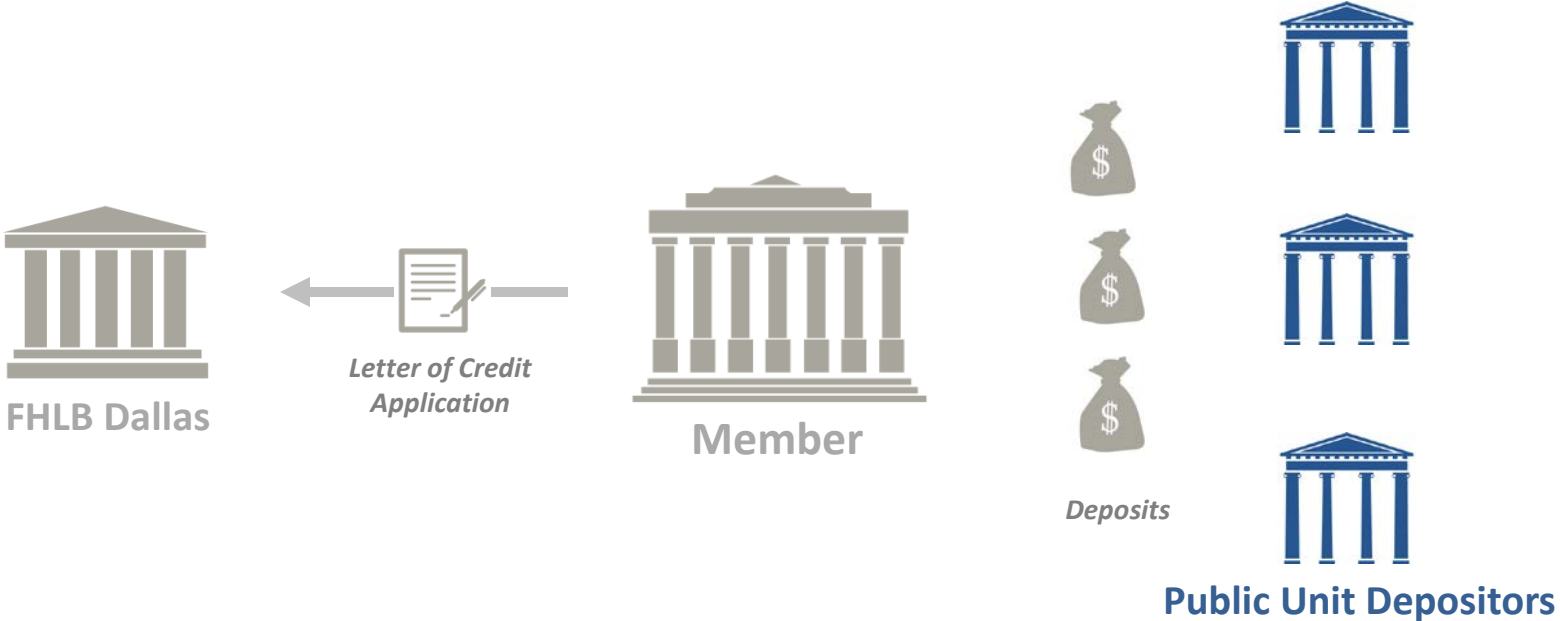 FHLB Dallas
Letter of Credit
Application
Member
$
$
$
Deposits
Public Unit Depositors